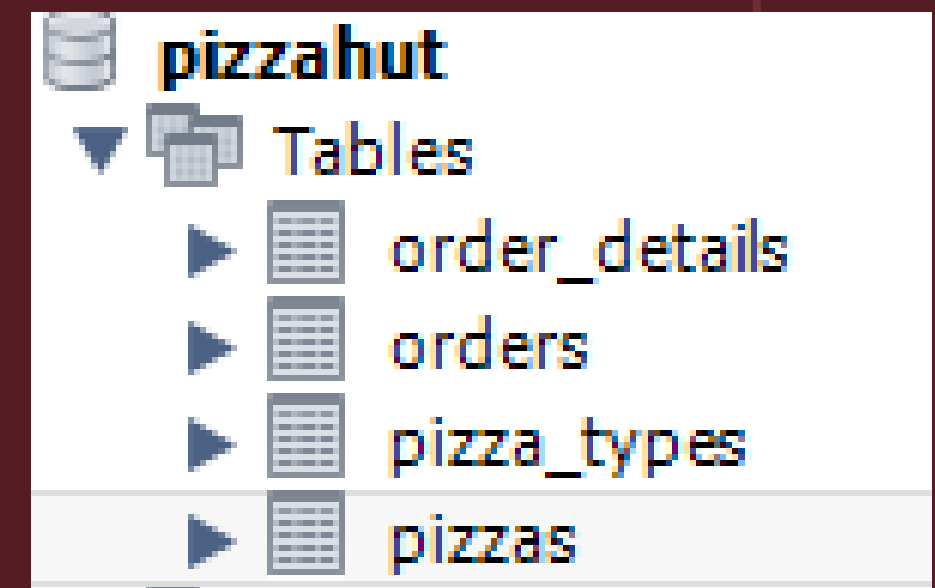 pizzahut
Tables
order_details
orders
pizza_types
pizzas